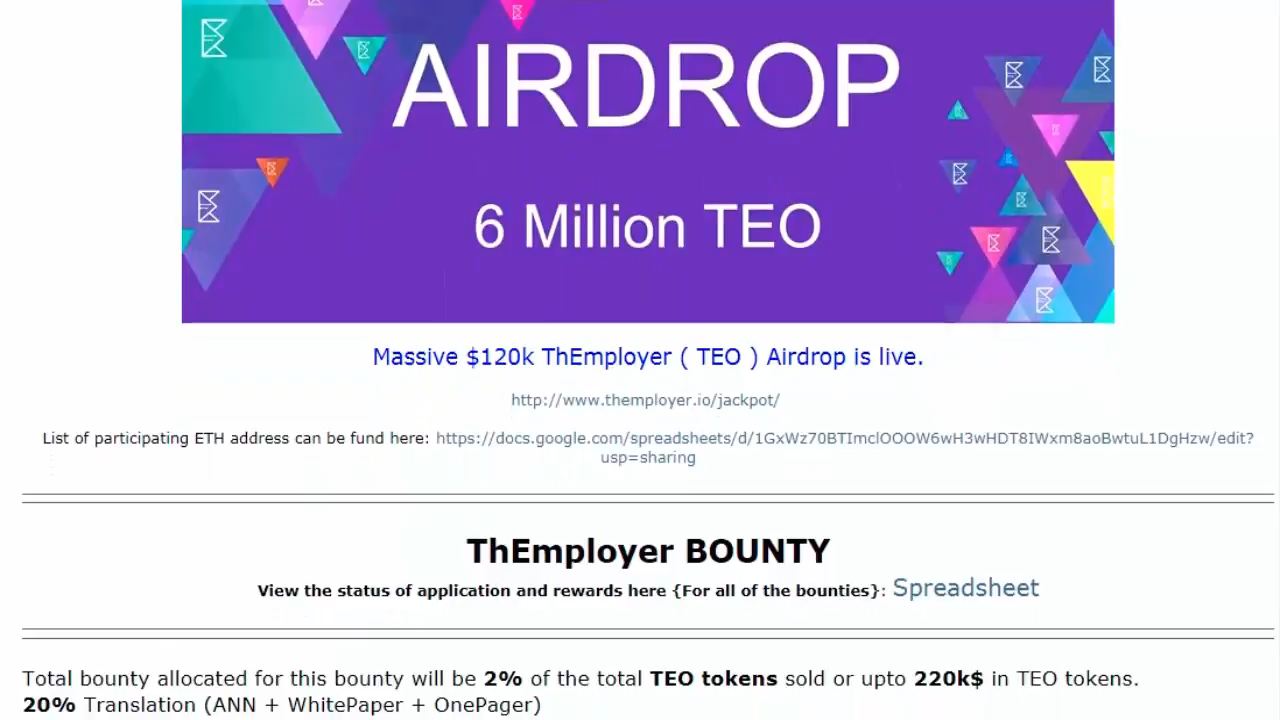 AIRDROP
6 Million TEO
Massive $120k ThEmployer ( TEO ) Airdrop is live.
http://www.themployer.io/jackpot/
List of participating ETH address can be fund here: https://docs.google.com/spreadsheets/d/1GxWz70BTImclOOOW6wH3wHDT8IWxm8aoBwtuL1DgHzw/edit?
usp=sharing
ThEmployer BOUNTY
View the status of application and rewards here {For all of the bounties}: Spreadsheet
Total bounty allocated for this bounty will be 2% of the total TEO tokens sold or upto 220k$ in TEO tokens.
20% Translation (ANN + WhitePaper + OnePager)